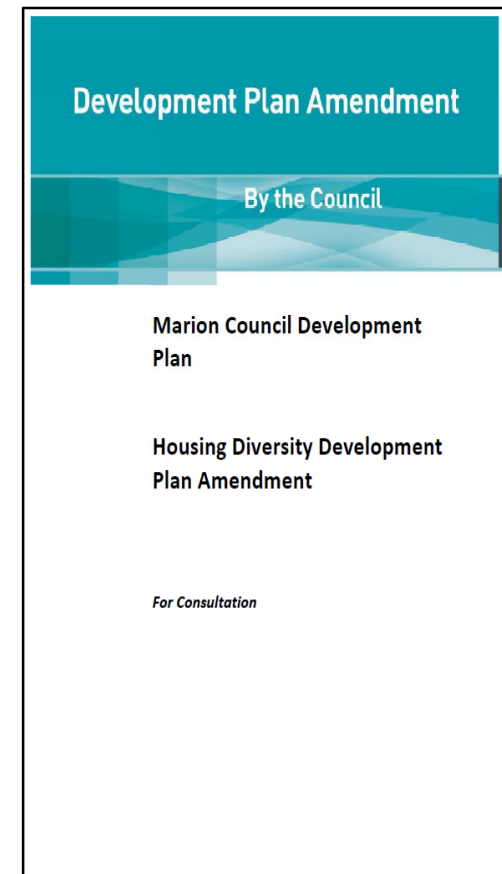 Development Plan Amendment
By the Council
Marion Council Development
Plan
Housing Diversity Development
Plan Amendment
For Consultation